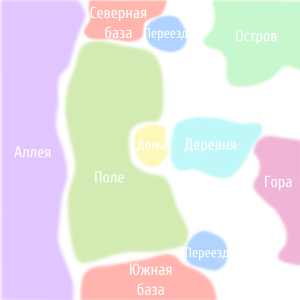 Северная
база
Переезд
Остров
Дома
Деревня
Аллея
Поле
Гора
Переезд
Южная
база